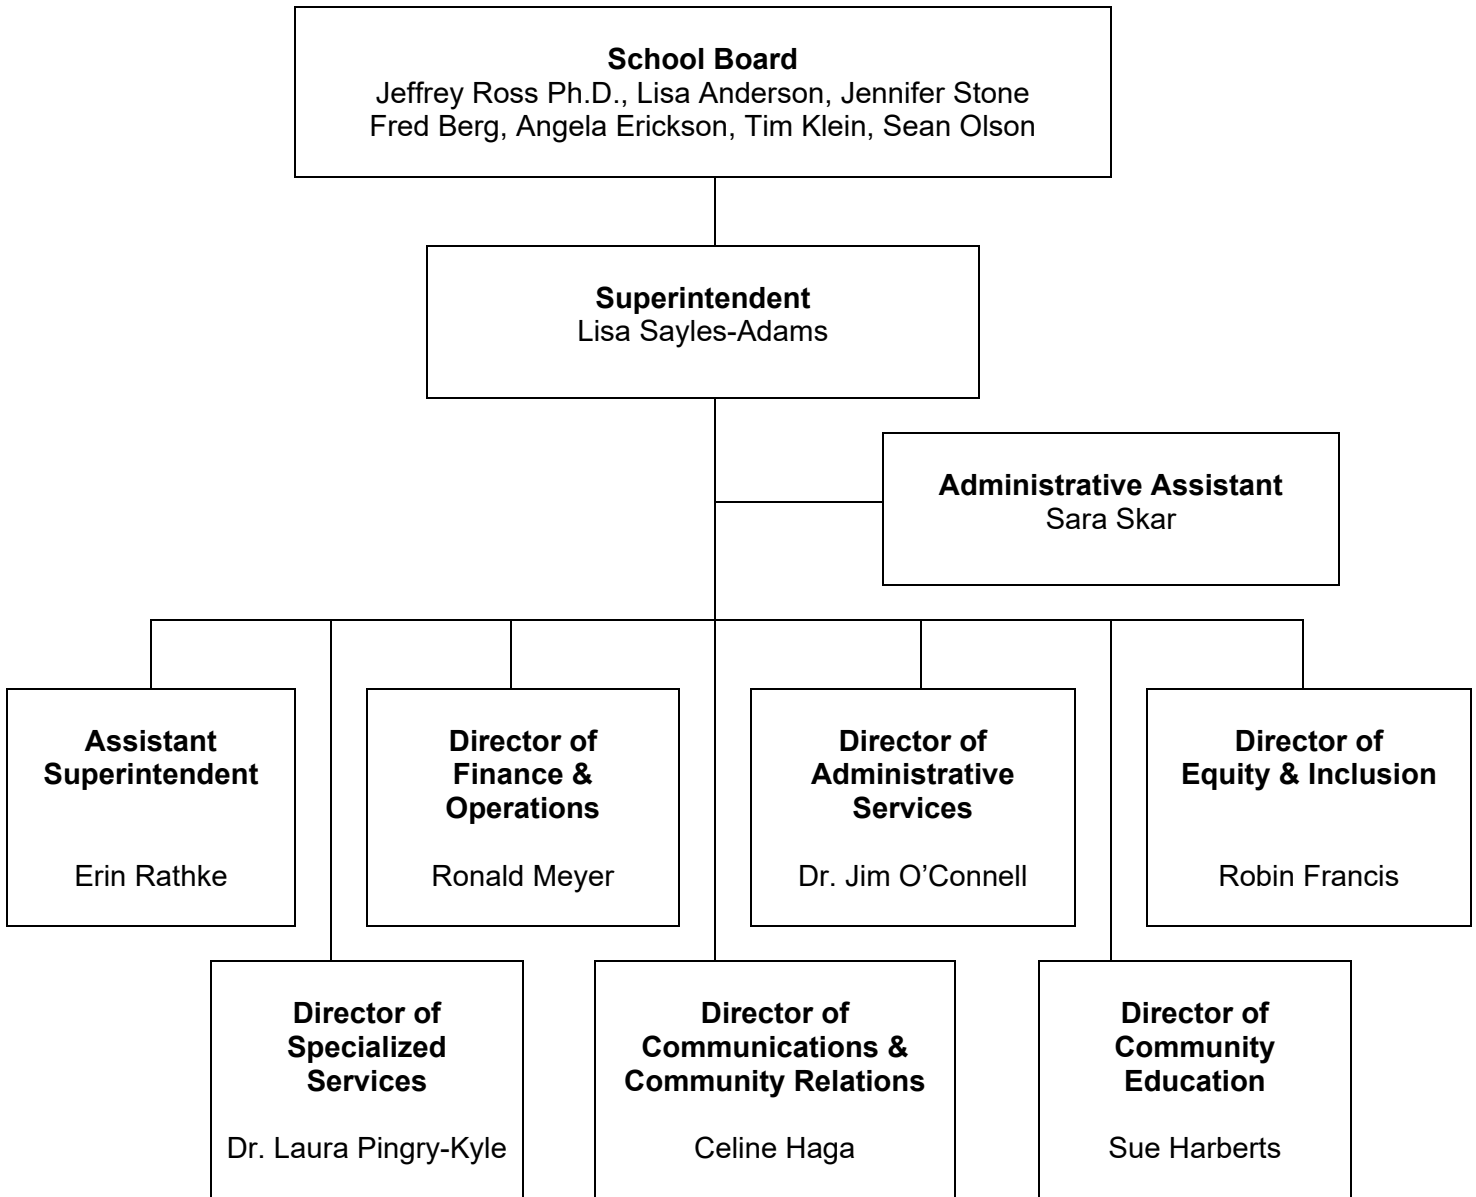 School Board
Jeffrey Ross Ph.D., Lisa Anderson, Jennifer Stone
Fred Berg, Angela Erickson, Tim Klein, Sean Olson
Superintendent
Lisa Sayles-Adams
Administrative Assistant
Sara Skar
Assistant
Superintendent
Erin Rathke
Director of
Finance &
Operations
Ronald Meyer
Director of
Administrative
Services
Dr. Jim O’Connell
Director of
Equity & Inclusion
Robin Francis
Director of
Specialized
Services
Dr. Laura Pingry-Kyle
Director of
Communications &
Community Relations
Celine Haga
Director of
Community
Education
Sue Harberts